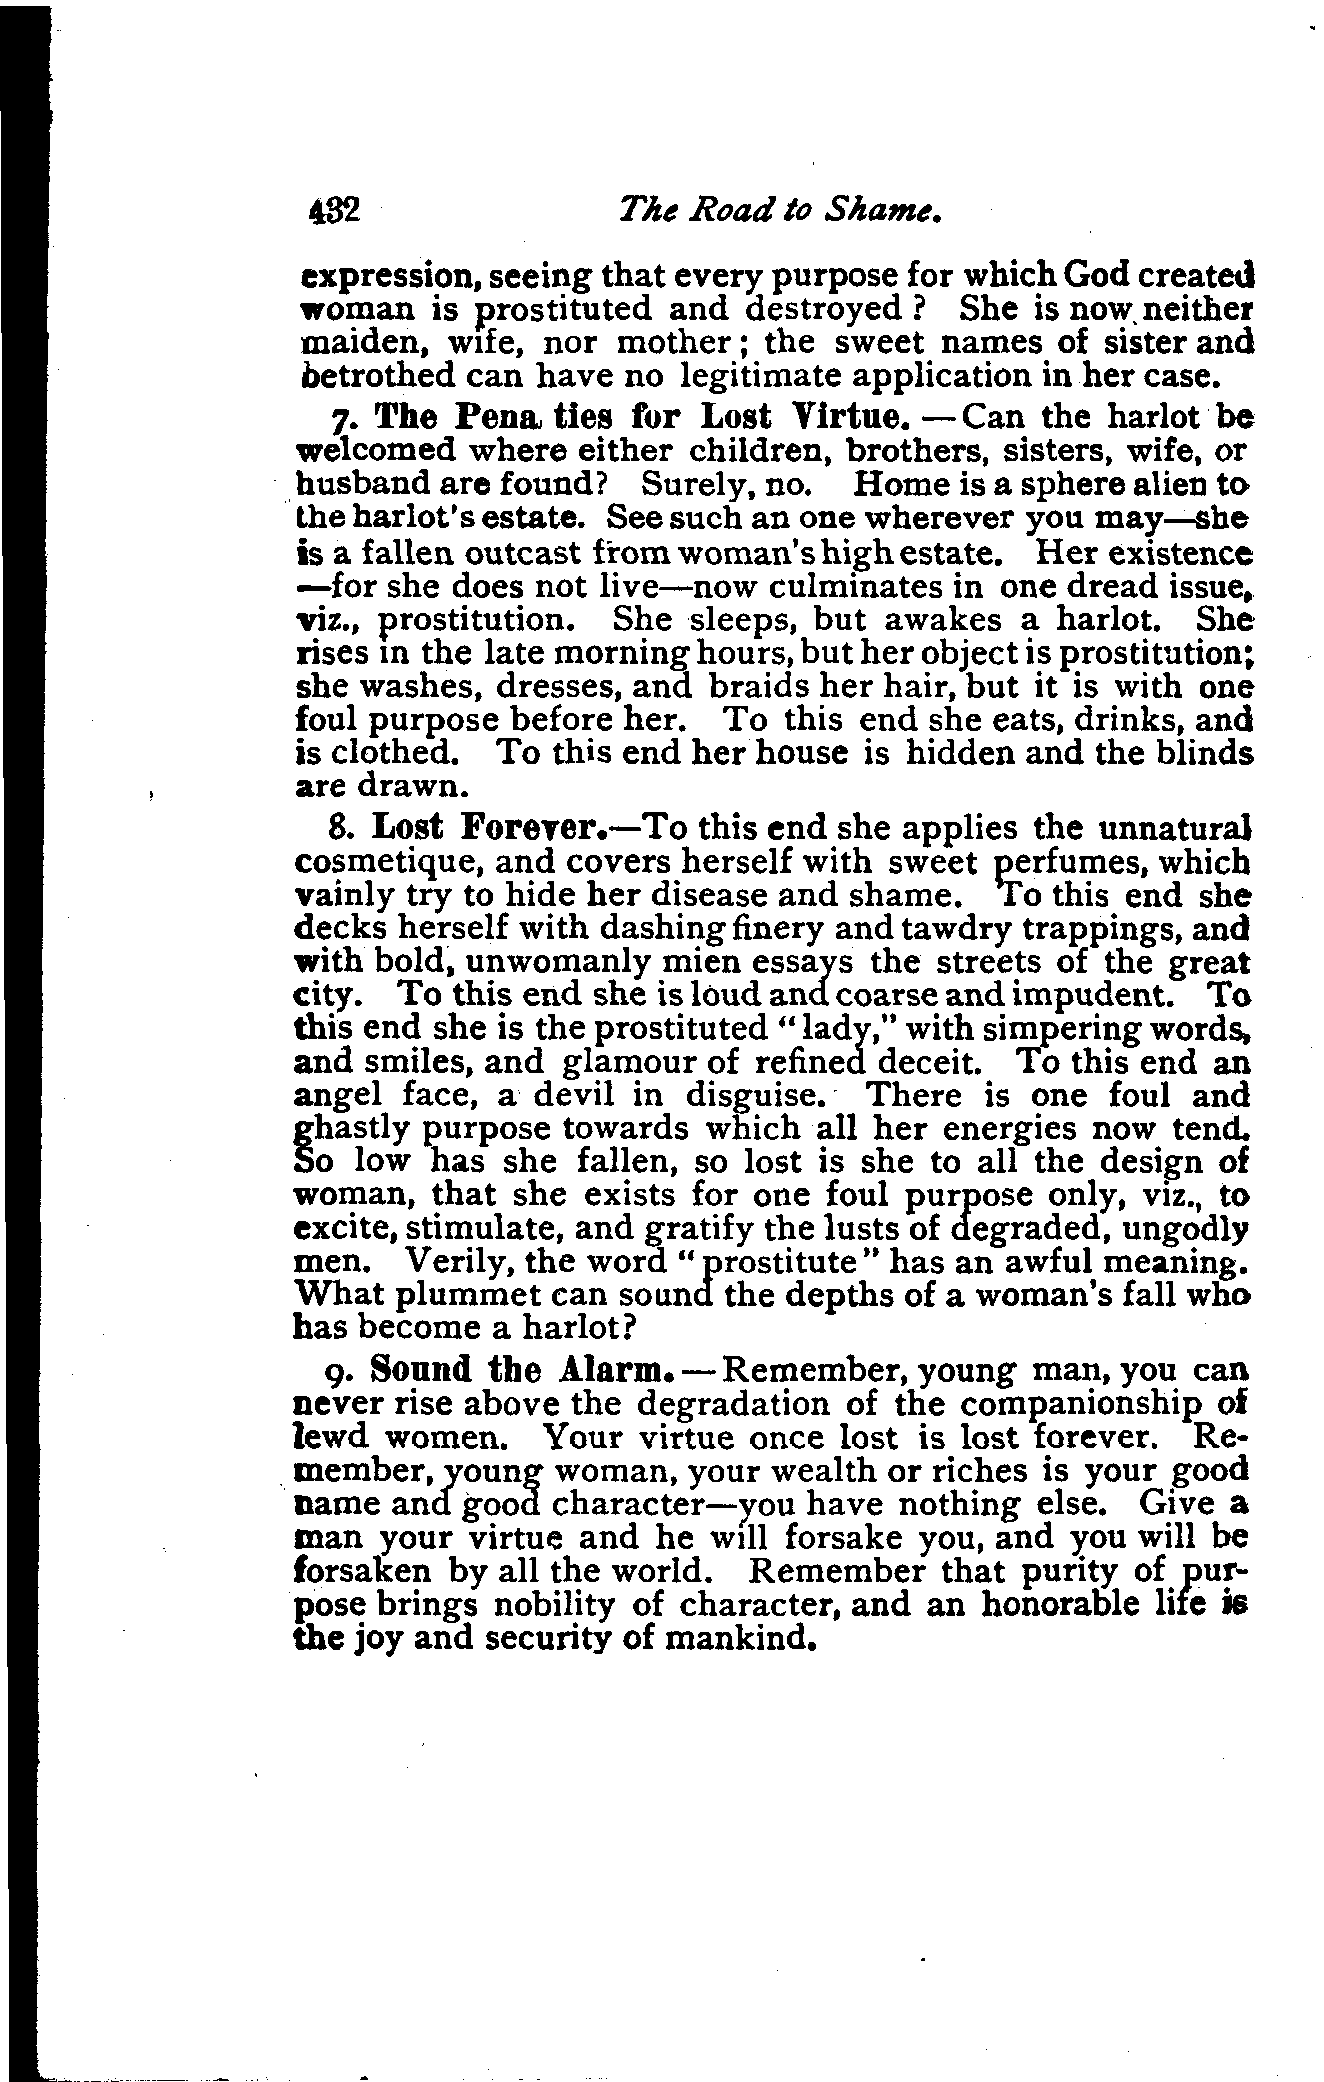 432 The Road to Shame.
expression, seeing that every purpose for which God created
woman is prostituted and destroyed? She is now neither
maiden, wife, nor mother; the sweet names of sister and
betrothed can have no legitimate application in her case.
7. The Pena ties for Lost Virtue. — Can the harlot be
welcomed where either children, brothers, sisters, wife, or
husband are found? Surely, no. Home is a sphere alien to
the harlot's estate. See such an one wherever you may—she
is a fallen outcast from woman's high estate. Her existence
—for she does not live—now culminates in one dread issue,
viz., prostitution. She sleeps, but awakes a harlot. She
rises in the late morning hours, but her object is prostitution;
she washes, dresses, and braids her hair, but it is with one
foul purpose before her. To this end she eats, drinks, and
is clothed. To this end her house is hidden and the blinds
are drawn.
8. Lost Forever.—To this end she applies the unnatural
cosmetique, and covers herself with sweet perfumes, which
vainly try to hide her disease and shame. To this end she
decks herself with dashing finery and tawdry trappings, and
with bold, unwomanly mien essays the streets of the great
city. To this end she is loud and coarse and impudent. To
this end she is the prostituted "lady," with simpering words,
and smiles, and glamour of refined deceit. To this end an
angel face, a devil in disguise. There is one foul and
ghastly purpose towards which all her energies now tend.
So low has she fallen, so lost is she to all the design of
woman, that she exists for one foul purpose only, viz., to
excite, stimulate, and gratify the lusts of degraded, ungodly
men. Verily, the word "prostitute" has an awful meaning.
What plummet can sound the depths of a woman's fall who
has become a harlot?
9. Sound the Alarm. — Remember, young man, you can
never rise above the degradation of the companionship of
lewd women. Your virtue once lost is lost forever. Re-
member, young woman, your wealth or riches is your good
name and good character—you have nothing else. Give a
man your virtue and he will forsake you, and you will be
forsaken by all the world. Remember that purity of pur-
pose brings nobility of character, and an honorable life is
the joy and security of mankind.